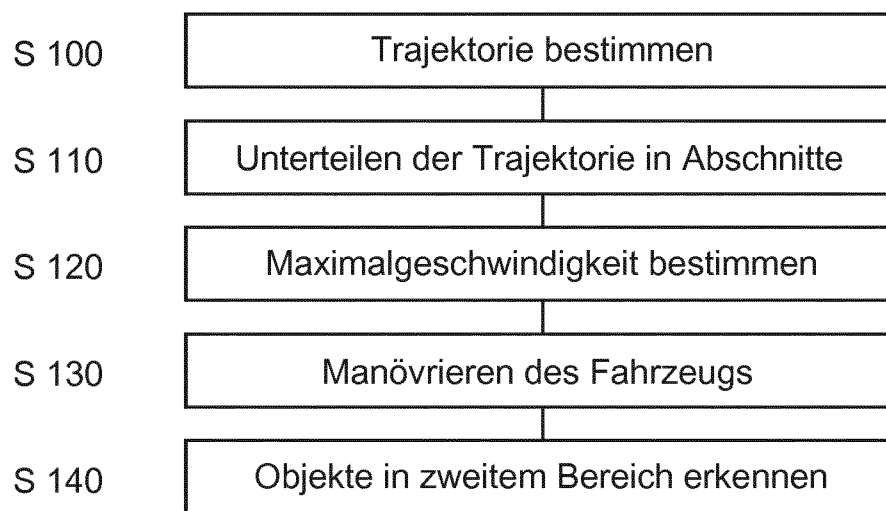 S 100 Trajektorie bestimmen
S 110 Unterteilen der Trajektorie in Abschnitte
S 120 Maximalgeschwindigkeit bestimmen
S 130 Manövrieren des Fahrzeugs
S 140 Objekte in zweitem Bereich erkennen